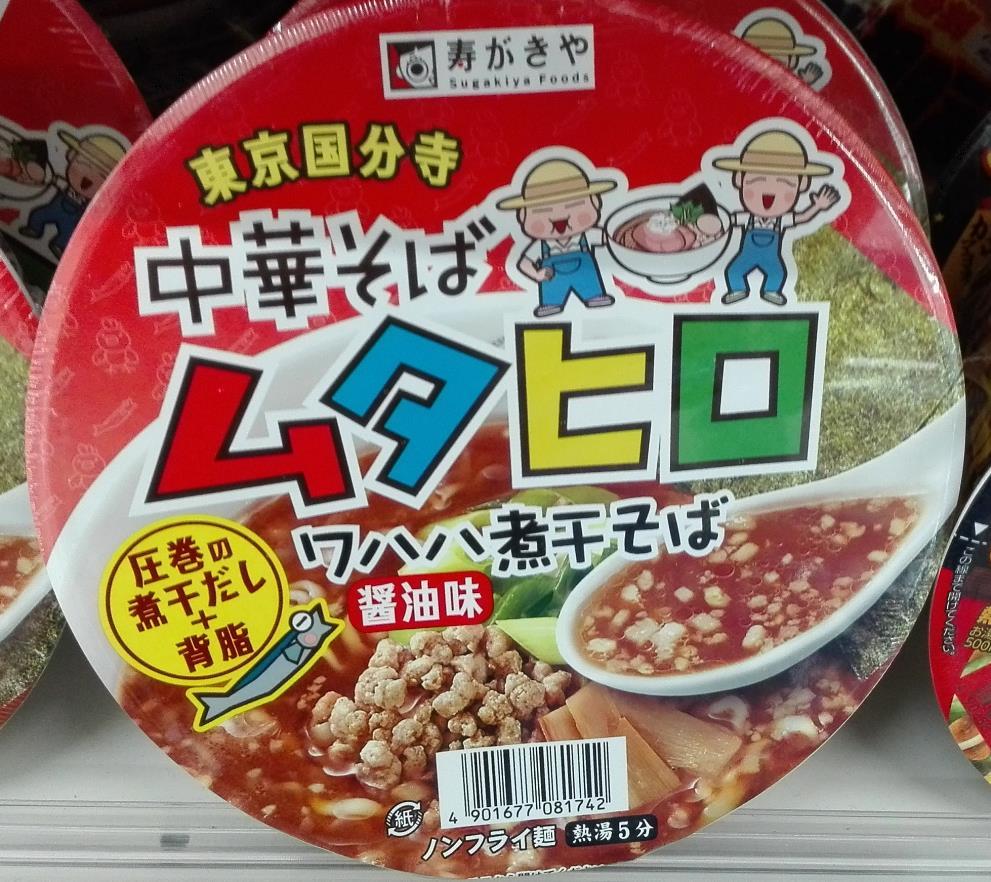 寿がきや
Sugakiya Foods
東京国分寺
中華そば
ムタヒロ
ワハハ煮干そば
醤油味
圧巻の
煮干だし
+
背脂
4 901677 081742
紙
ノンフライ麺 熱湯5分